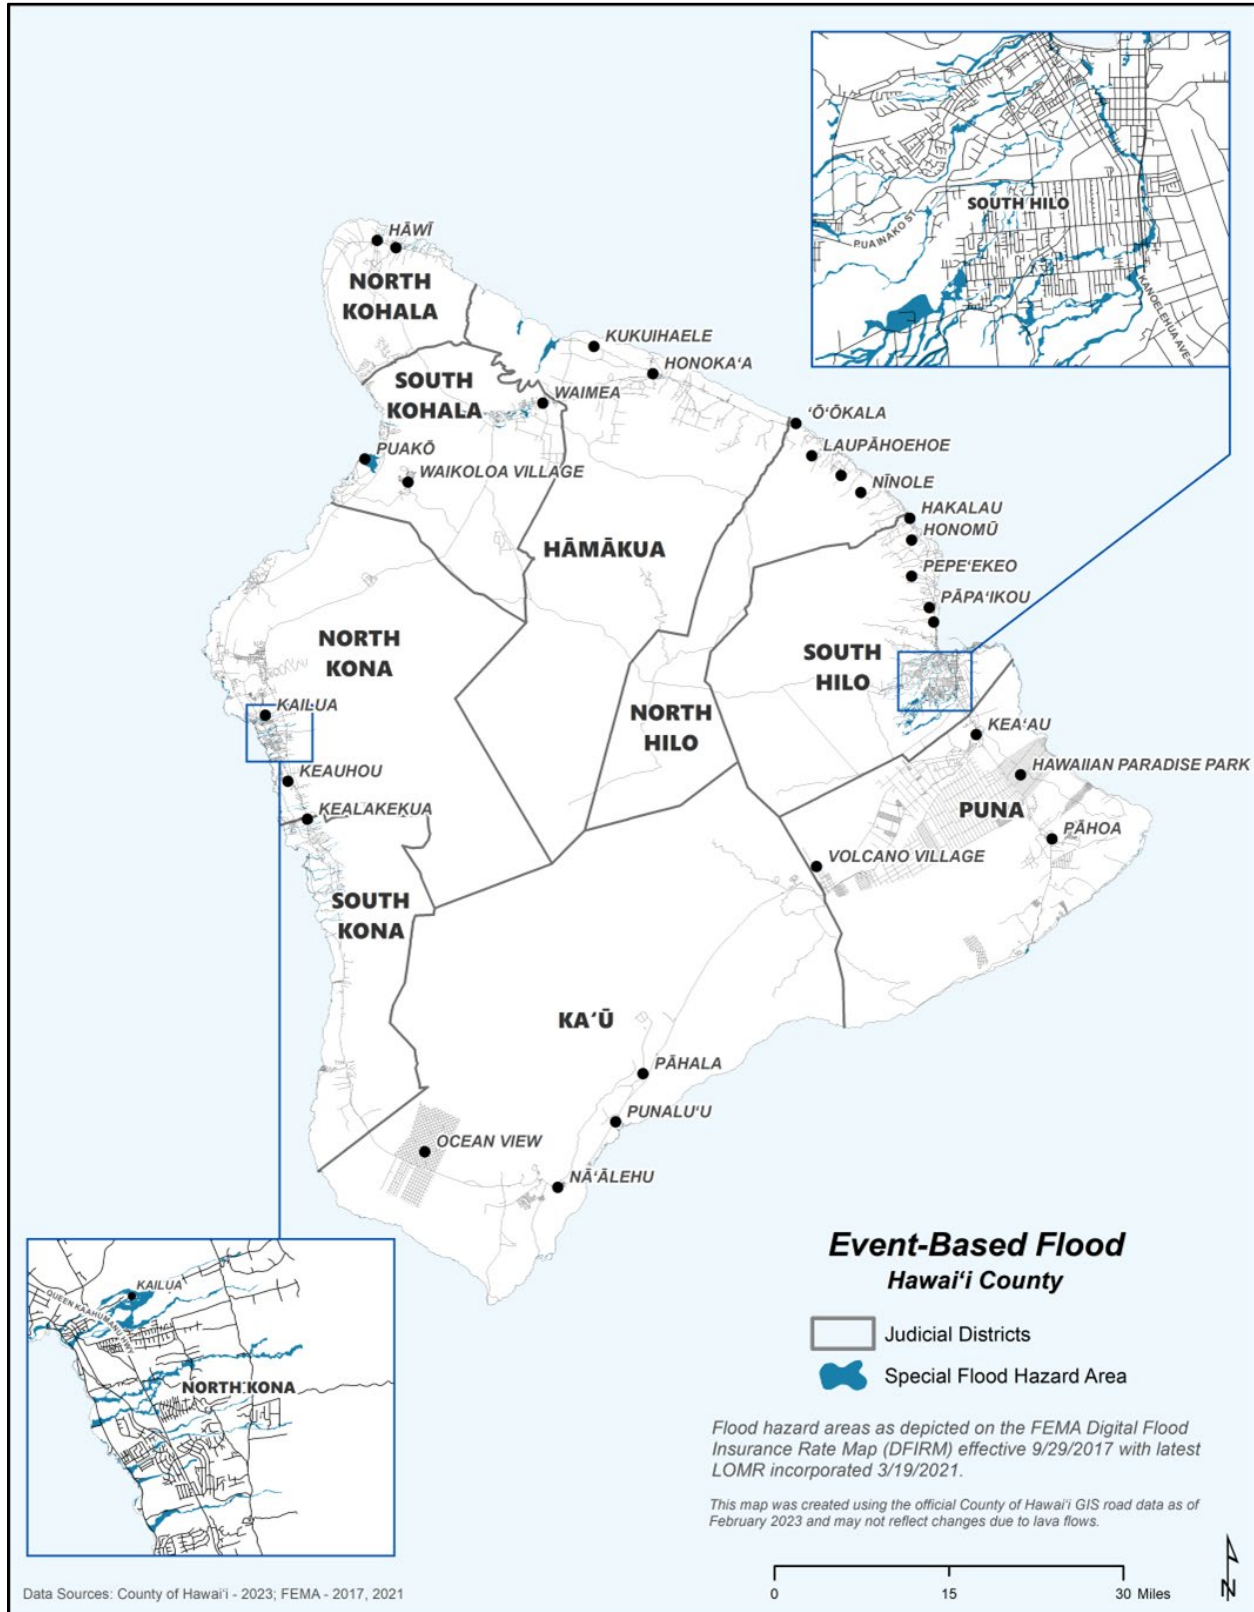 SOUTH HILO
PUAINAKO ST
KANOELEHUA AVE
HĀWĪ
NORTH
KOHALA
KUKUIHAELE
HONOKAʻA
SOUTH
KOHALA
WAIMEA
ʻŌʻŌKALA
LAUPĀHOEHOE
PUAKŌ
WAIKOLOA VILLAGE
NĪNOLE
HAKALAU
HONOMŪ
HĀMĀKUA
PEPEʻEKEO
PĀPAʻIKOU
NORTH
KONA
SOUTH
HILO
KAILUA
NORTH
HILO
KEAʻAU
HAWAIIAN PARADISE PARK
KEAUHOU
KEALAKEKUA
PUNA
PĀHOA
VOLCANO VILLAGE
SOUTH
KONA
KAʻŪ
PĀHALA
PUNALUʻU
OCEAN VIEW
NĀʻĀLEHU
KAILUA
QUEEN KAAHUMANU HWY
NORTH KONA
Event-Based Flood
Hawaiʻi County
Judicial Districts
Special Flood Hazard Area
Flood hazard areas as depicted on the FEMA Digital Flood
Insurance Rate Map (DFIRM) effective 9/29/2017 with latest
LOMR incorporated 3/19/2021.
This map was created using the official County of Hawaiʻi GIS road data as of
February 2023 and may not reflect changes due to lava flows.
0 15 30 Miles
N
Data Sources: County of Hawaiʻi - 2023; FEMA - 2017, 2021